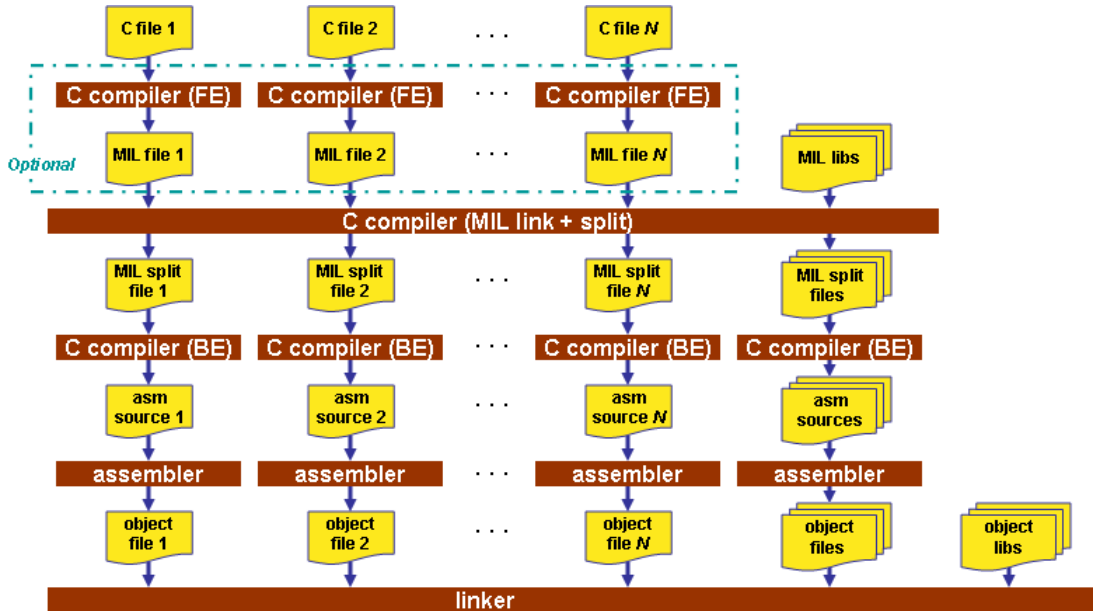 C file 1 C file 2 . . . C file N
C compiler (FE) C compiler (FE) . . . C compiler (FE)
Optional MIL file 1 MIL file 2 . . . MIL file N MIL libs
C compiler (MIL link + split)
MIL split MIL split . . . MIL split MIL split
file 1 file 2 file N files
C compiler (BE) C compiler (BE) . . . C compiler (BE) C compiler (BE)
asm asm . . . asm asm
source 1 source 2 source N sources
assembler assembler . . . assembler assembler
object object . . . object object object
file 1 file 2 file N files libs
linker